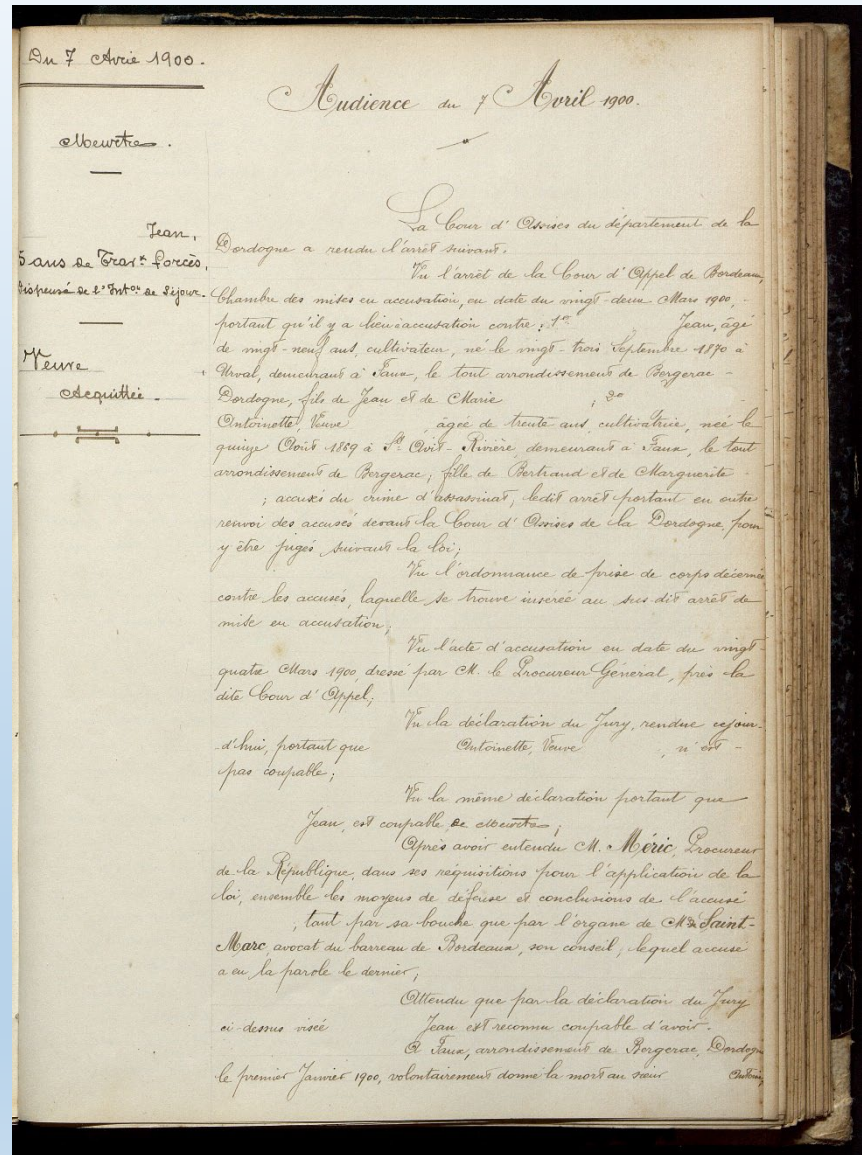 Du 7 Avril 1900.
Meurtre.
Jean,
5 ans de Trav.x forcés,
Dispensé de l'Int.on de Séjour.
Veuve
Acquittée.
Audience du 7 Avril 1900.
La Cour d'Assises du département de la
Dordogne a rendu l'arrêt suivant.
Vu l'arrêt de la Cour d'Appel de Bordeaux,
Chambre des mises en accusation, en date du vingt-deux Mars 1900, -
portant qu'il y a lieu à accusation contre : 1° Jean, âgé
de vingt-neuf ans, cultivateur, né le vingt-trois Septembre 1870 à
Urval, demeurant à Faux, le tout arrondissement de Bergerac -
Dordogne, fils de Jean et de Marie ; 2°
Antoinette, Veuve , âgée de trente ans, cultivatrice, née le
quinze Août 1869 à St. Avit-Rivière, demeurant à Faux, le tout
arrondissement de Bergerac ; fille de Bertrand et de Marguerite -
; accusés du crime d'assassinat, ledit arrêt portant en outre
renvoi des accusés devant la Cour d'Assises de la Dordogne, pour
y être jugés suivant la loi ;
Vu l'ordonnance de prise de corps décernée
contre les accusés, laquelle se trouve insérée au sus-dit arrêt de
mise en accusation ;
Vu l'acte d'accusation en date du vingt-
quatre Mars 1900, dressé par M. le Procureur Général, près la
dite Cour d'Appel ;
Vu la déclaration du Jury, rendue cejour-
d'hui, portant que Antoinette, Veuve , n'est -
pas coupable ;
Vu la même déclaration portant que
Jean, est coupable de meurtre ;
Après avoir entendu M. Méric, Procureur
de la République, dans ses réquisitions pour l'application de la
loi, ensemble les moyens de défense et conclusions de l'accusé
, tant par sa bouche que par l'organe de Me Saint-
Marc, avocat du barreau de Bordeaux, son conseil, lequel accusé
a eu la parole le dernier ;
Attendu que par la déclaration du Jury
ci-dessus visée Jean est reconnu coupable d'avoir -
A Faux, arrondissement de Bergerac, Dordogne
le premier Janvier 1900, volontairement donné la mort au sieur